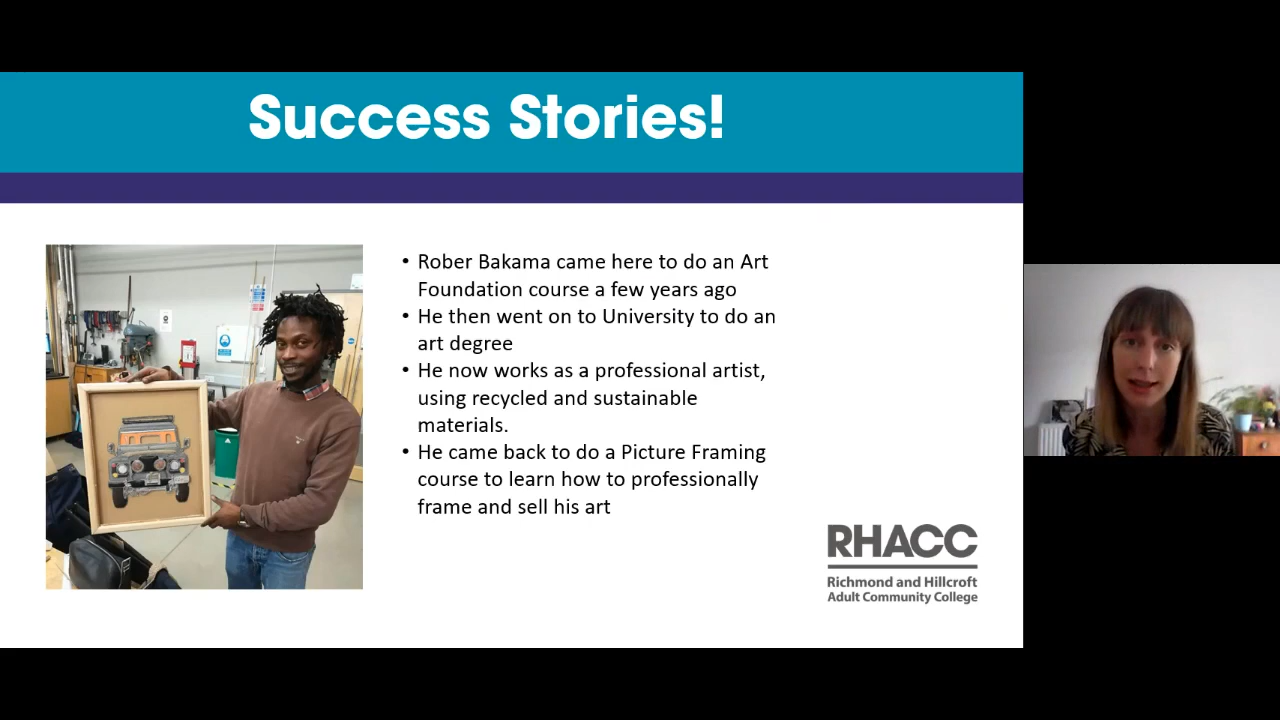 Success Stories!
• Rober Bakama came here to do an Art
Foundation course a few years ago
• He then went on to University to do an
art degree
• He now works as a professional artist,
using recycled and sustainable
materials.
• He came back to do a Picture Framing
course to learn how to professionally
frame and sell his art
RHACC
Richmond and Hillcroft
Adult Community College